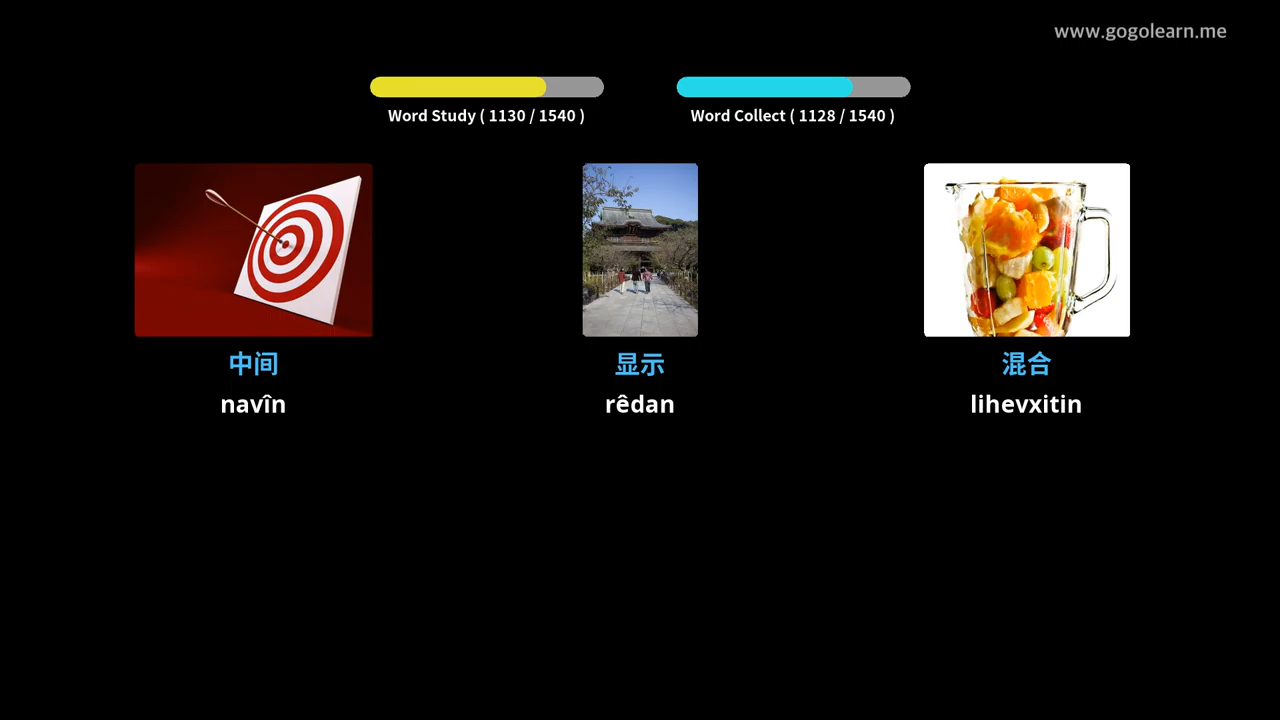 www.gogolearn.me
Word Study ( 1130 / 1540 )
Word Collect ( 1128 / 1540 )
中间
显示
混合
navîn
rêdan
lihevxitin